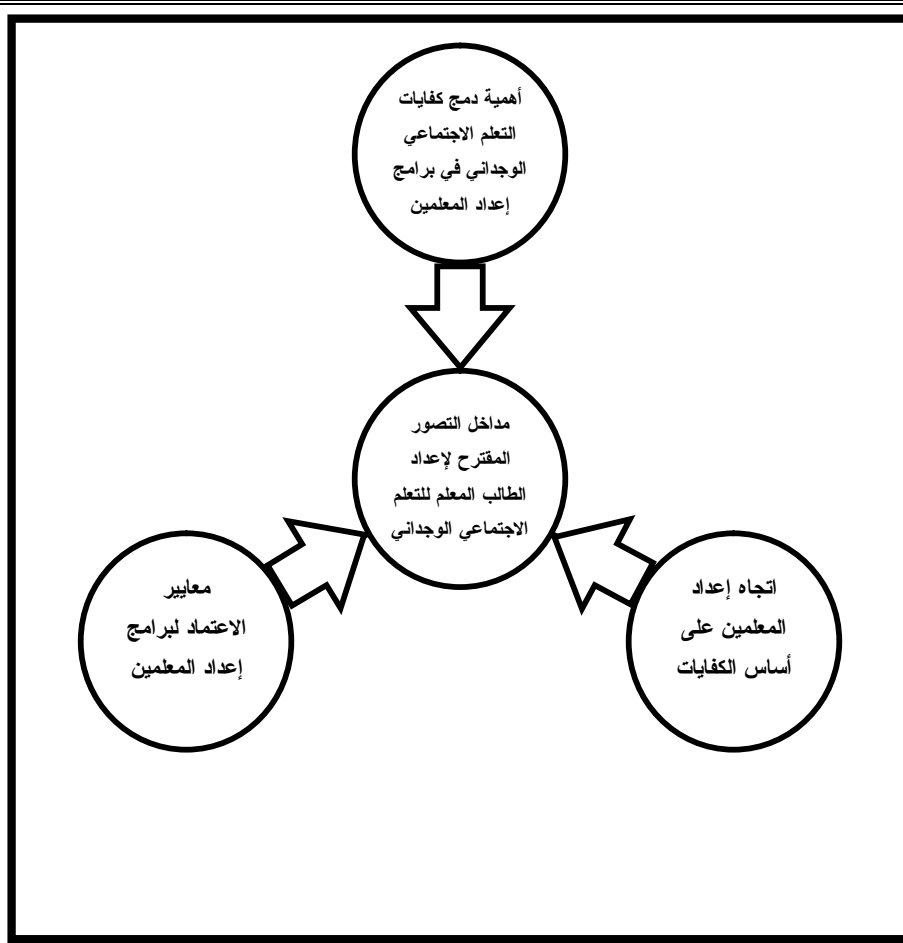 أهمية دمج كفايات
التعلم الاجتماعي
الوجداني في برامج
إعداد المعلمين
مداخل التصور
المقترح لإعداد
الطالب المعلم للتعلم
الاجتماعي الوجداني
اتجاه إعداد
المعلمين على
أساس الكفايات
معايير
الاعتماد لبرامج
إعداد المعلمين